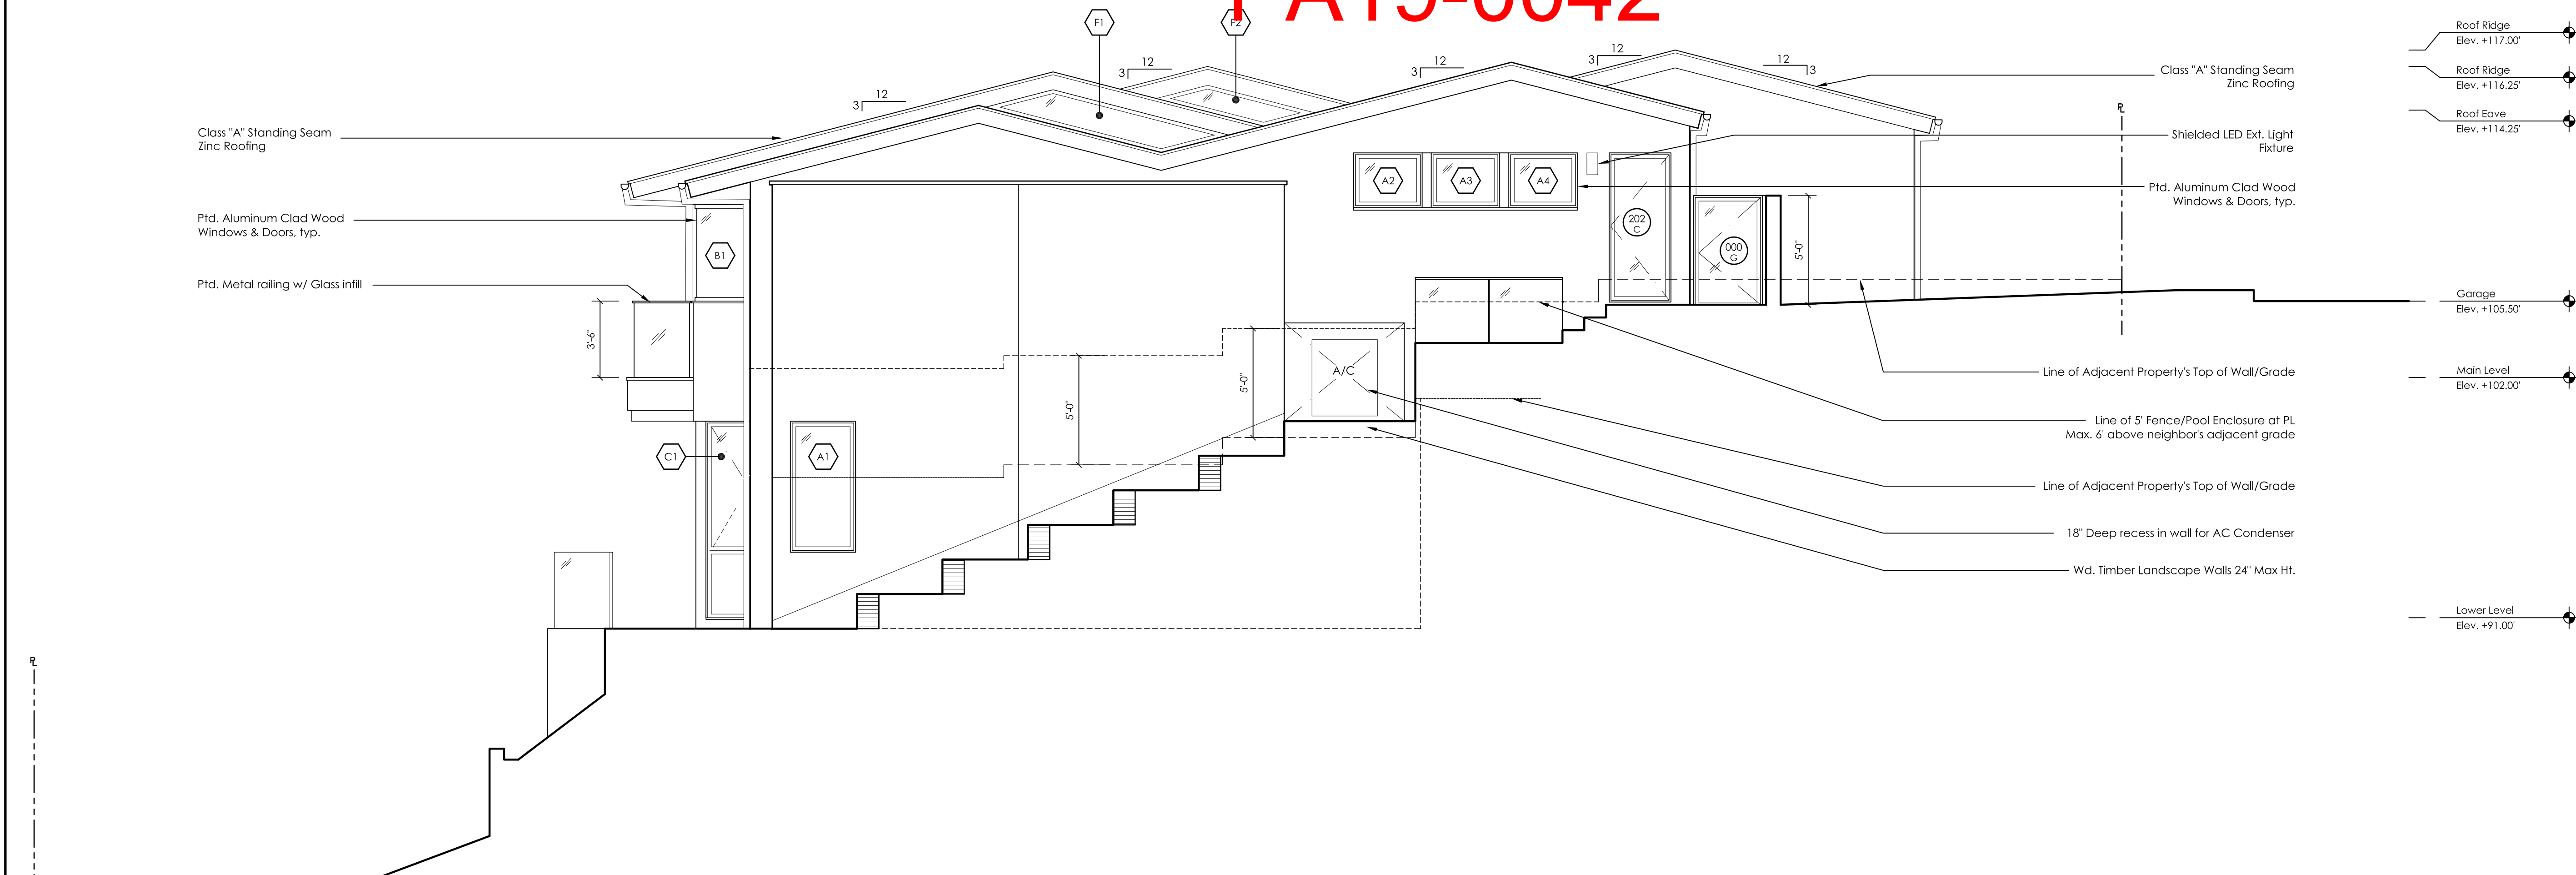 PA15-0042
F1
F2
12
3
12
3
12
3
12
3
12
3
Class "A" Standing Seam
Zinc Roofing
Ptd. Aluminum Clad Wood
Windows & Doors, typ.
Ptd. Metal railing w/ Glass infill
3'-6"
B1
C1
A1
5'-0"
5'-0"
A/C
A2
A3
A4
202
C
000
G
5'-0"
PL
PL
Class "A" Standing Seam
Zinc Roofing
Shielded LED Ext. Light
Fixture
Ptd. Aluminum Clad Wood
Windows & Doors, typ.
Line of Adjacent Property's Top of Wall/Grade
Line of 5' Fence/Pool Enclosure at PL
Max. 6' above neighbor's adjacent grade
Line of Adjacent Property's Top of Wall/Grade
18" Deep recess in wall for AC Condenser
Wd. Timber Landscape Walls 24" Max Ht.
Roof Ridge
Elev. +117.00'
Roof Ridge
Elev. +116.25'
Roof Eave
Elev. +114.25'
Garage
Elev. +105.50'
Main Level
Elev. +102.00'
Lower Level
Elev. +91.00'